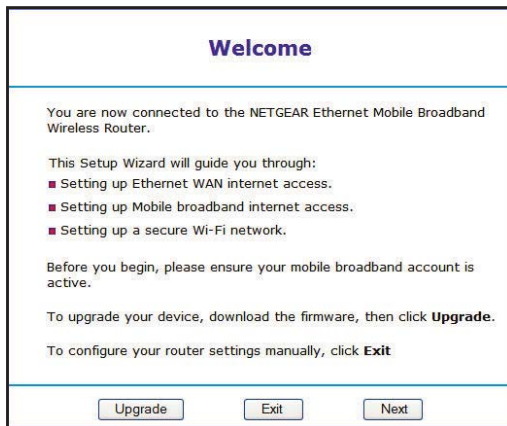 Welcome
You are now connected to the NETGEAR Ethernet Mobile Broadband
Wireless Router.
This Setup Wizard will guide you through:
Setting up Ethernet WAN internet access.
Setting up Mobile broadband internet access.
Setting up a secure Wi-Fi network.
Before you begin, please ensure your mobile broadband account is
active.
To upgrade your device, download the firmware, then click Upgrade.
To configure your router settings manually, click Exit
Upgrade Exit Next